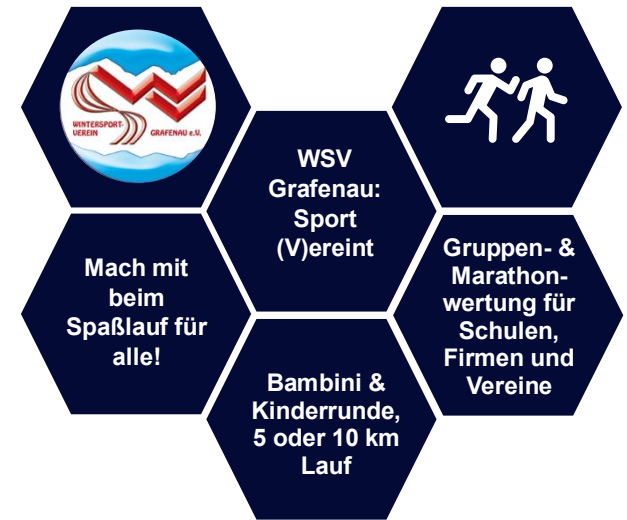 WINTERSPORT-
VEREIN GRAFENAU e.V.
WSV
Grafenau:
Sport
(V)ereint
Mach mit
beim
Spaßlauf für
alle!
Gruppen- &
Marathon-
wertung für
Schulen,
Firmen und
Vereine
Bambini &
Kinderrunde,
5 oder 10 km
Lauf